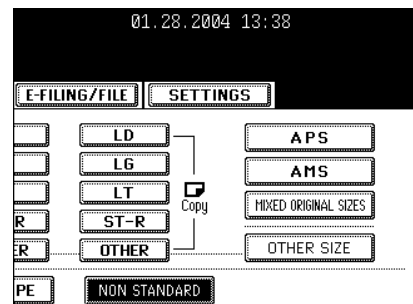 01.28.2004 13:38
E-FILING/FILE SETTINGS
LD APS
LG AMS
LT Copy MIXED ORIGINAL SIZES
R ST-R
ER OTHER OTHER SIZE
PE NON STANDARD